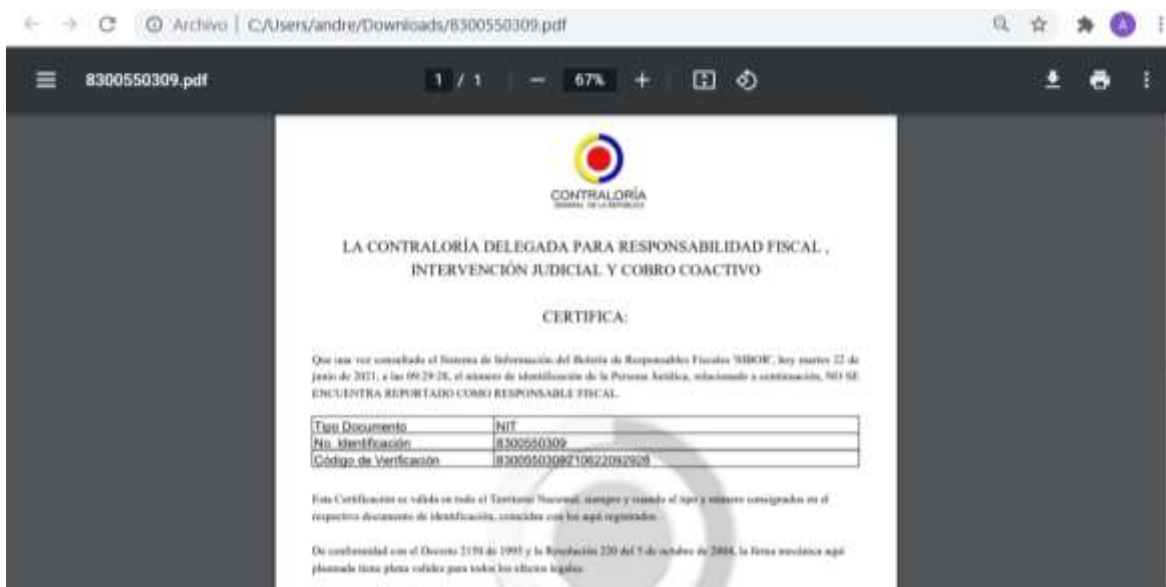 Archivo | C:/Users/andre/Downloads/8300550309.pdf
A
8300550309.pdf
1 / 1
67%
CONTRALORÍA
GENERAL DE LA REPÚBLICA
LA CONTRALORÍA DELEGADA PARA RESPONSABILIDAD FISCAL ,
INTERVENCIÓN JUDICIAL Y COBRO COACTIVO
CERTIFICA:
Que una vez consultado el Sistema de Información del Boletín de Responsables Fiscales 'SIBOR', hoy martes 22 de
junio de 2021, a las 09:29:28, el número de identificación de la Persona Jurídica, relacionado a continuación, NO SE
ENCUENTRA REPORTADO COMO RESPONSABLE FISCAL.
Tipo Documento NIT
No. Identificación 8300550309
Código de Verificación 8300550309210622092928
Esta Certificación es válida en todo el Territorio Nacional, siempre y cuando el tipo y número consignados en el
respectivo documento de identificación, coincidan con los aquí registrados.
De conformidad con el Decreto 2150 de 1995 y la Resolución 220 del 5 de octubre de 2004, la firma mecánica aquí
plasmada tiene plena validez para todos los efectos legales.